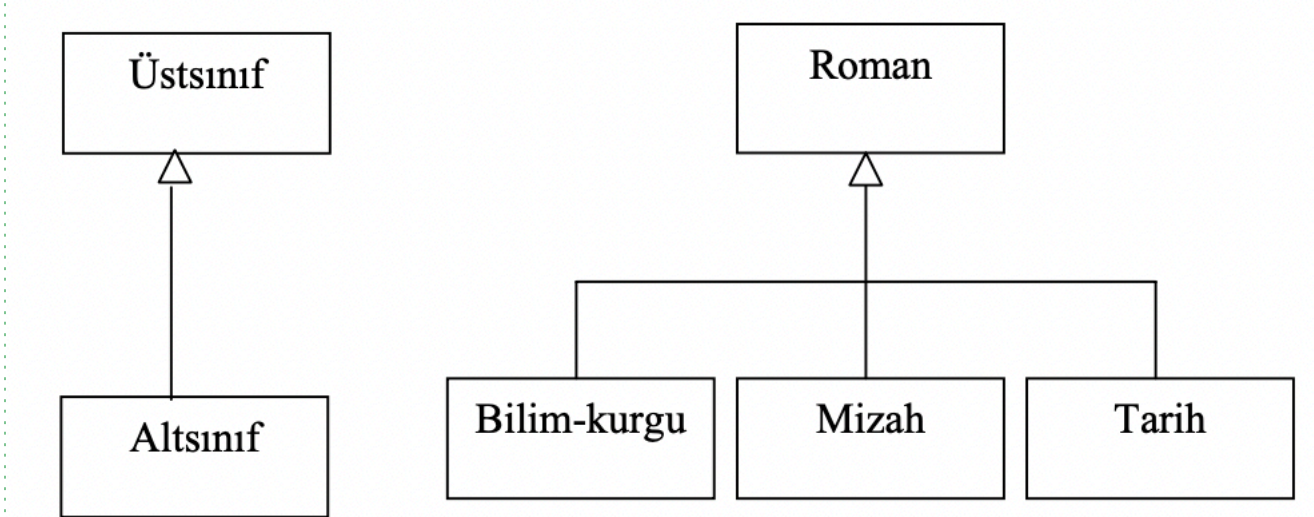 Üstsınıf
Roman
Altsınıf
Bilim-kurgu
Mizah
Tarih